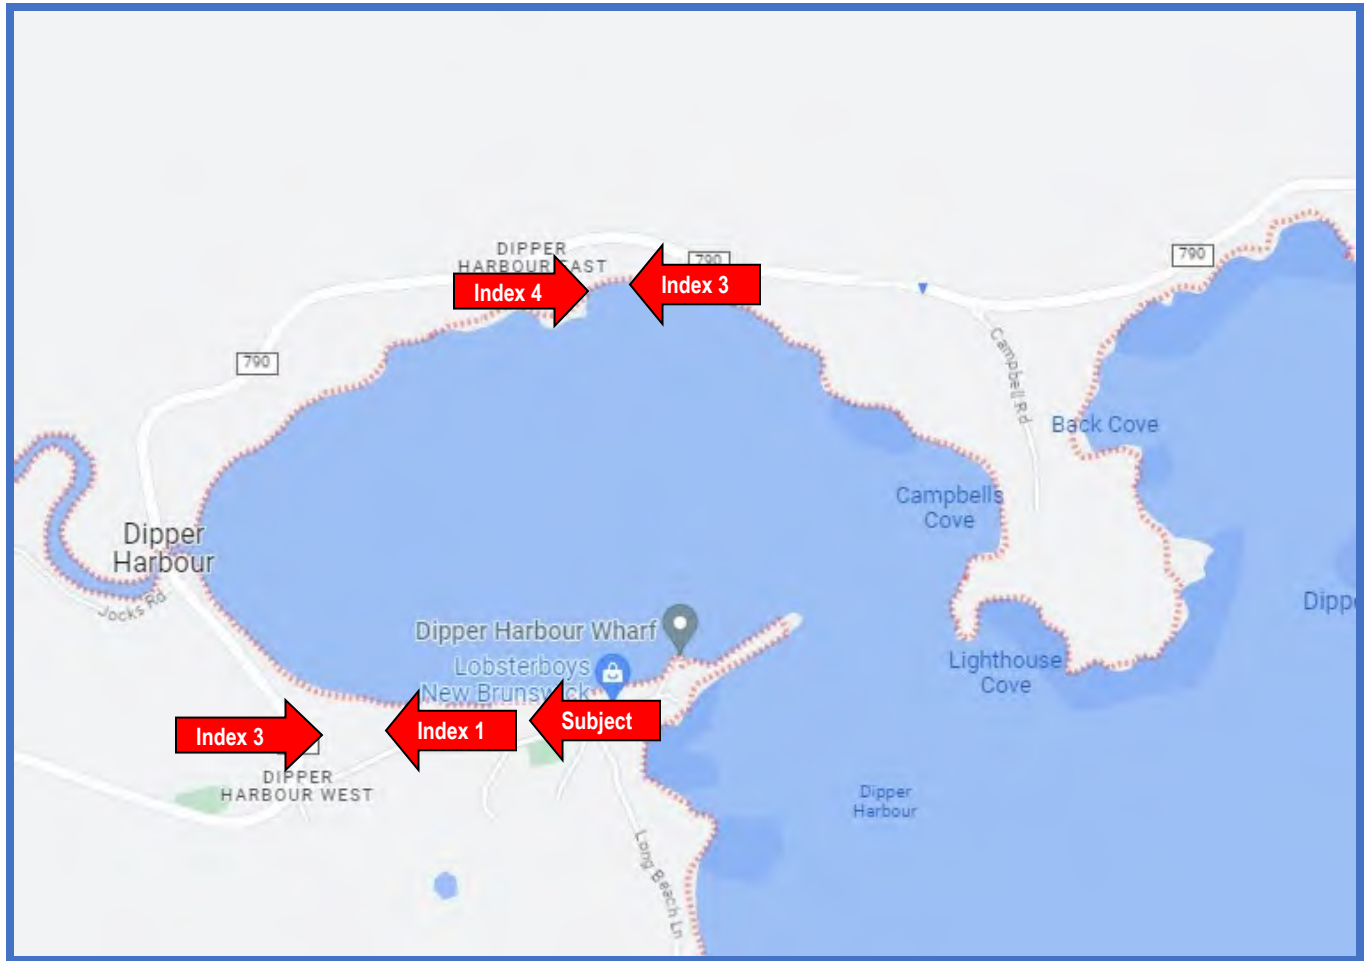 DIPPER
HARBOUR EAST
790
790
Index 4
Index 3
790
Campbell Rd
Back Cove
Campbells
Cove
Dipper
Harbour
Jocks Rd
Dipper Harbour Wharf
Lobsterboys
New Brunswick
Lighthouse
Cove
Index 3
Index 1
Subject
DIPPER
HARBOUR WEST
Dipper
Harbour
Long Beach Ln